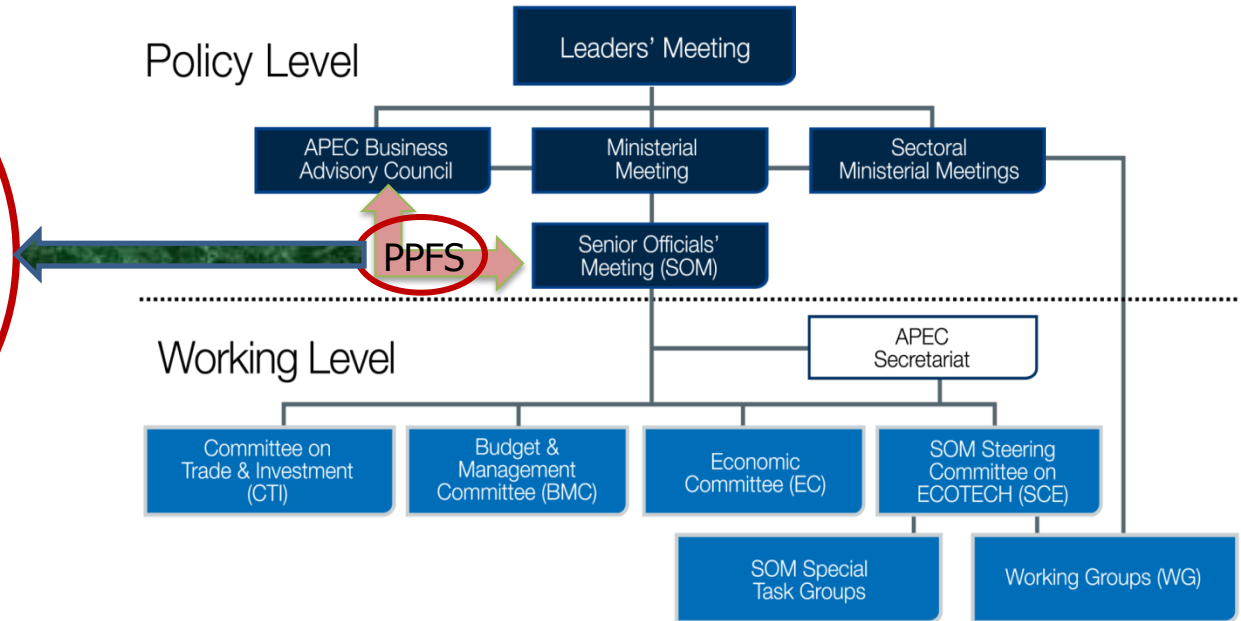 Policy Level
Leaders' Meeting
APEC Business
Advisory Council
Ministerial
Meeting
Sectoral
Ministerial Meetings
PPFS
Senior Officials'
Meeting (SOM)
Working Level
APEC
Secretariat
Committee on
Trade & Investment
(CTI)
Budget &
Management
Committee (BMC)
Economic
Committee (EC)
SOM Steering
Committee on
ECOTECH (SCE)
SOM Special
Task Groups
Working Groups (WG)